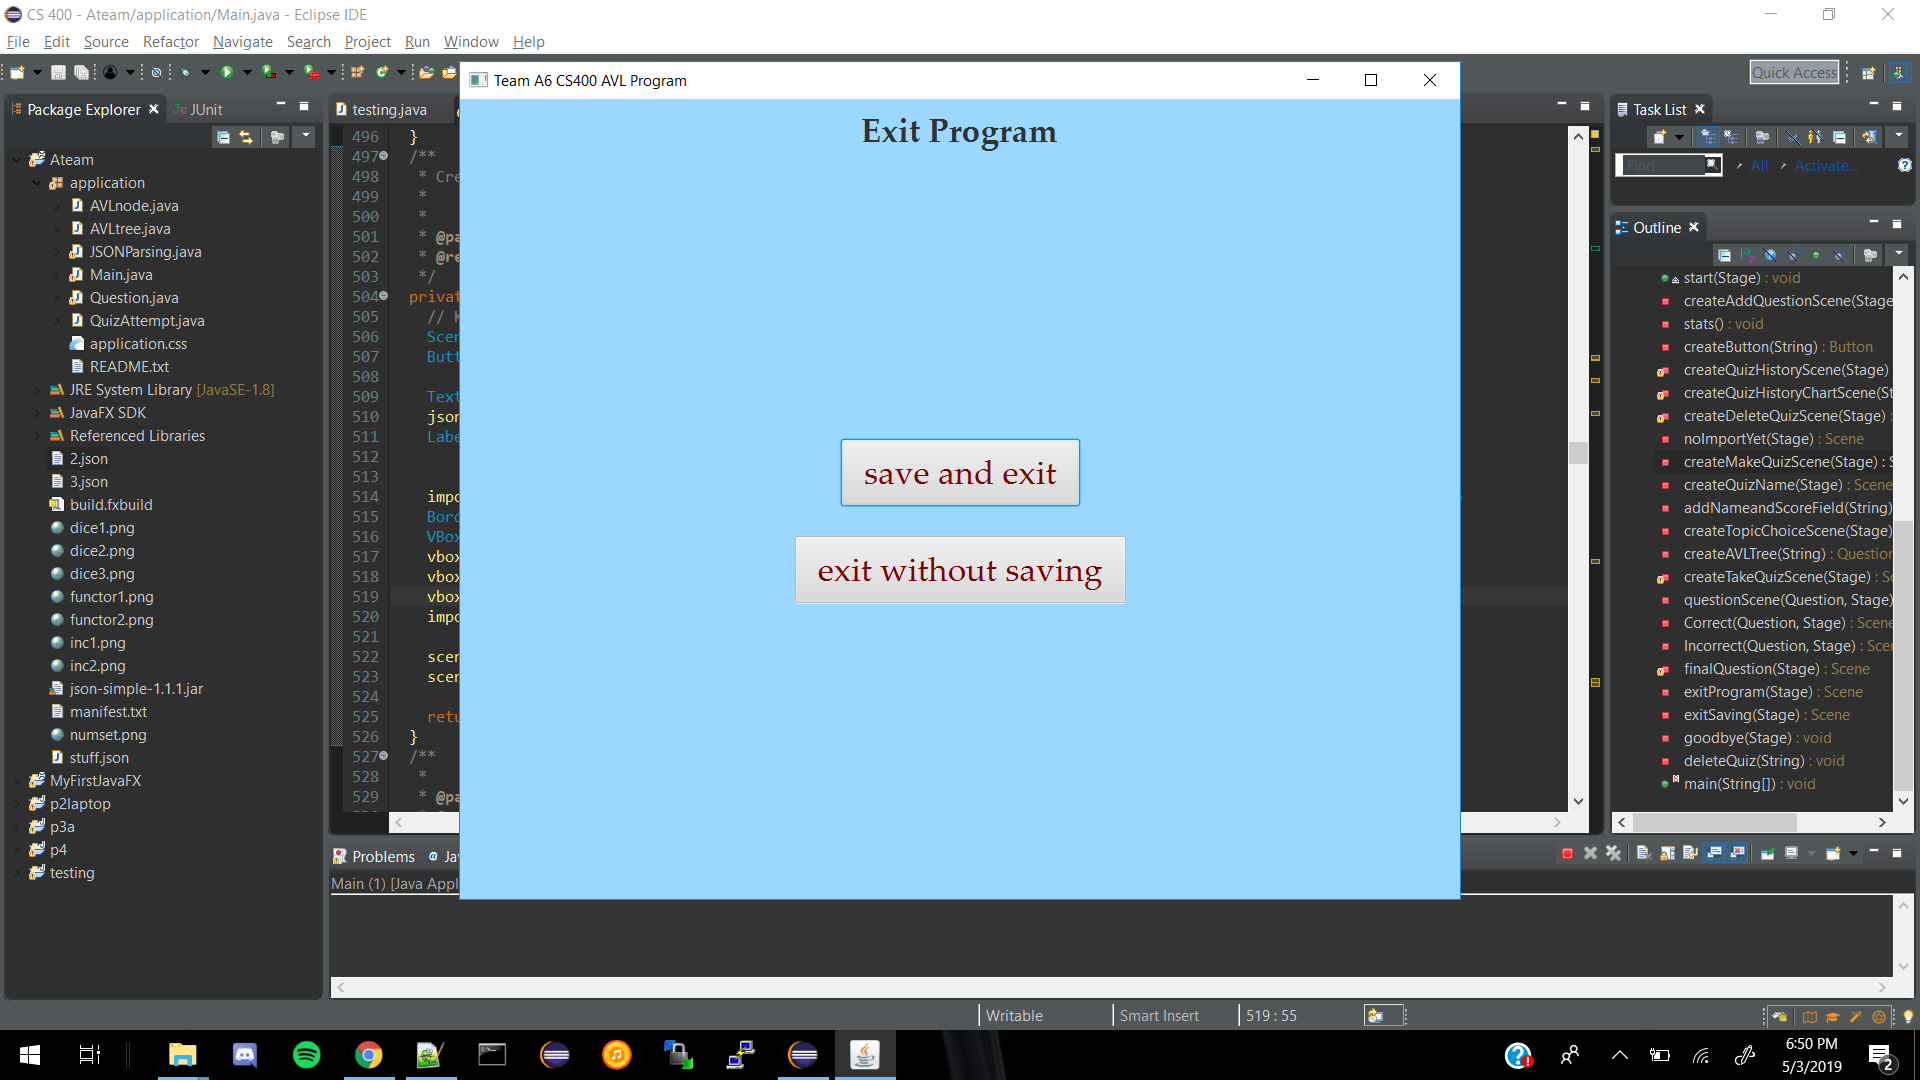 CS 400 - Ateam/application/Main.java - Eclipse IDE
File Edit Source Refactor Navigate Search Project Run Window Help
Quick Access
Package Explorer
JUnit
Ateam
application
AVLnode.java
AVLtree.java
JSONParsing.java
Main.java
Question.java
QuizAttempt.java
application.css
README.txt
JRE System Library [JavaSE-1.8]
JavaFX SDK
Referenced Libraries
2.json
3.json
build.fxbuild
dice1.png
dice2.png
dice3.png
functor1.png
functor2.png
inc1.png
inc2.png
json-simple-1.1.1.jar
manifest.txt
numset.png
stuff.json
MyFirstJavaFX
p2laptop
p3a
p4
testing
testing.java
496 }
497 /**
498 * Cre
499 *
500 *
501 * @pa
502 * @re
503 */
504 privat
505 //
506 Scen
507 Butt
508
509 Text
510 json
511 Labe
512
513
514 impo
515 Bord
516 VBox
517 vbox
518 vbox
519 vbox
520 impo
521
522 scen
523 scen
524
525 retu
526 }
527 /**
528 *
529 * @pa
Team A6 CS400 AVL Program
Exit Program
save and exit
exit without saving
Task List
Find
All
Activate...
Outline
start(Stage) : void
createAddQuestionScene(Stage
stats() : void
createButton(String) : Button
createQuizHistoryScene(Stage)
createQuizHistoryChartScene(St
createDeleteQuizScene(Stage) :
noImportYet(Stage) : Scene
createMakeQuizScene(Stage) : S
createQuizName(Stage) : Scene
addNameandScoreField(String)
createTopicChoiceScene(Stage)
createAVLTree(String) : Question
createTakeQuizScene(Stage) : Sc
questionScene(Question, Stage)
Correct(Question, Stage) : Scene
Incorrect(Question, Stage) : Scen
finalQuestion(Stage) : Scene
exitProgram(Stage) : Scene
exitSaving(Stage) : Scene
goodbye(Stage) : void
deleteQuiz(String) : void
main(String[]) : void
Problems
@ Ja
Main (1) [Java Appl
Writable
Smart Insert
519 : 55
6:50 PM
5/3/2019
2